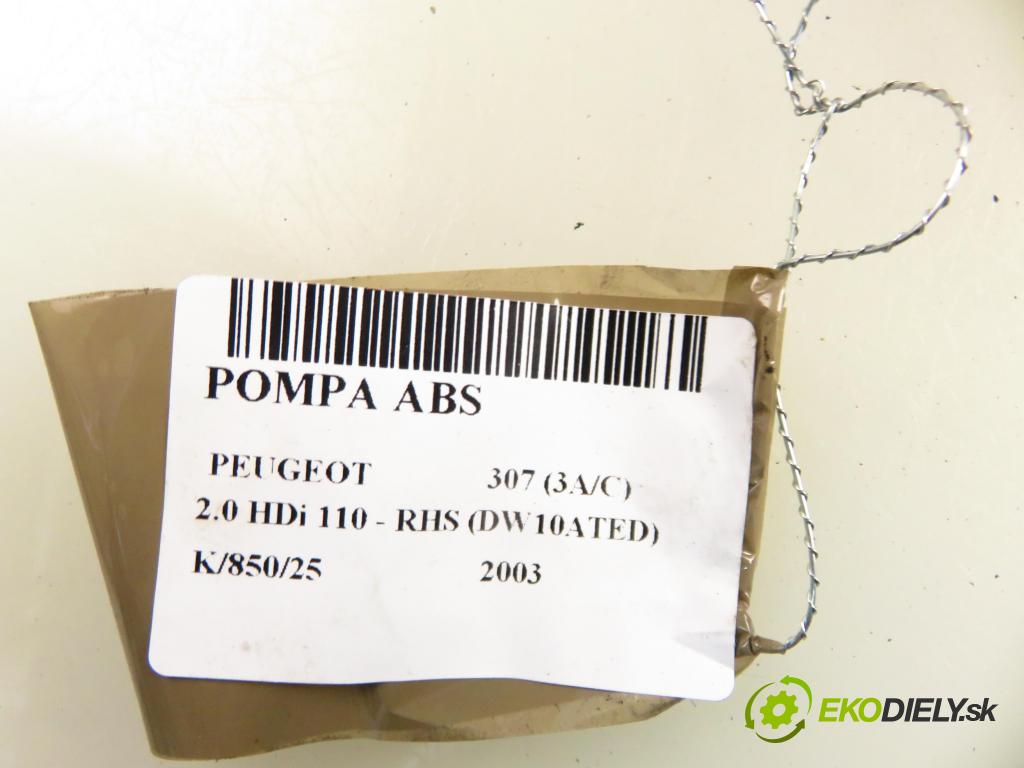 POMPA ABS
PEUGEOT 307 (3A/C)
2.0 HDi 110 - RHS (DW10ATED)
K/850/25 2003
EKODIELY.sk